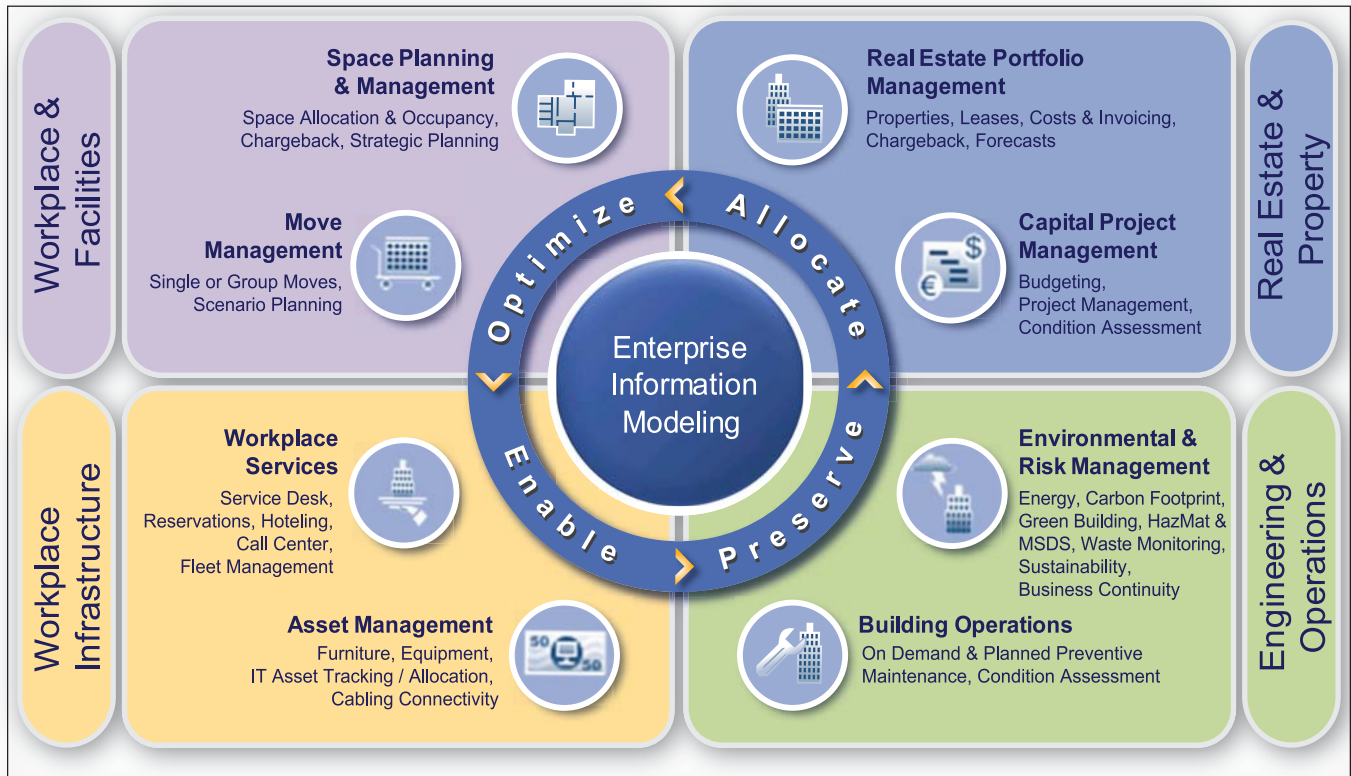 Workplace &
Facilities
Space Planning
& Management
Space Allocation & Occupancy,
Chargeback, Strategic Planning
Move
Management
Single or Group Moves,
Scenario Planning
Real Estate Portfolio
Management
Properties, Leases, Costs & Invoicing,
Chargeback, Forecasts
Capital Project
Management
Budgeting,
Project Management,
Condition Assessment
$
€
Real Estate &
Property
Optimize
Allocate
Enterprise
Information
Modeling
Enable
Preserve
Workplace
Infrastructure
Workplace
Services
Service Desk,
Reservations, Hoteling,
Call Center,
Fleet Management
Asset Management
Furniture, Equipment,
IT Asset Tracking / Allocation,
Cabling Connectivity
50
50
Environmental &
Risk Management
Energy, Carbon Footprint,
Green Building, HazMat &
MSDS, Waste Monitoring,
Sustainability,
Business Continuity
Building Operations
On Demand & Planned Preventive
Maintenance, Condition Assessment
Engineering &
Operations